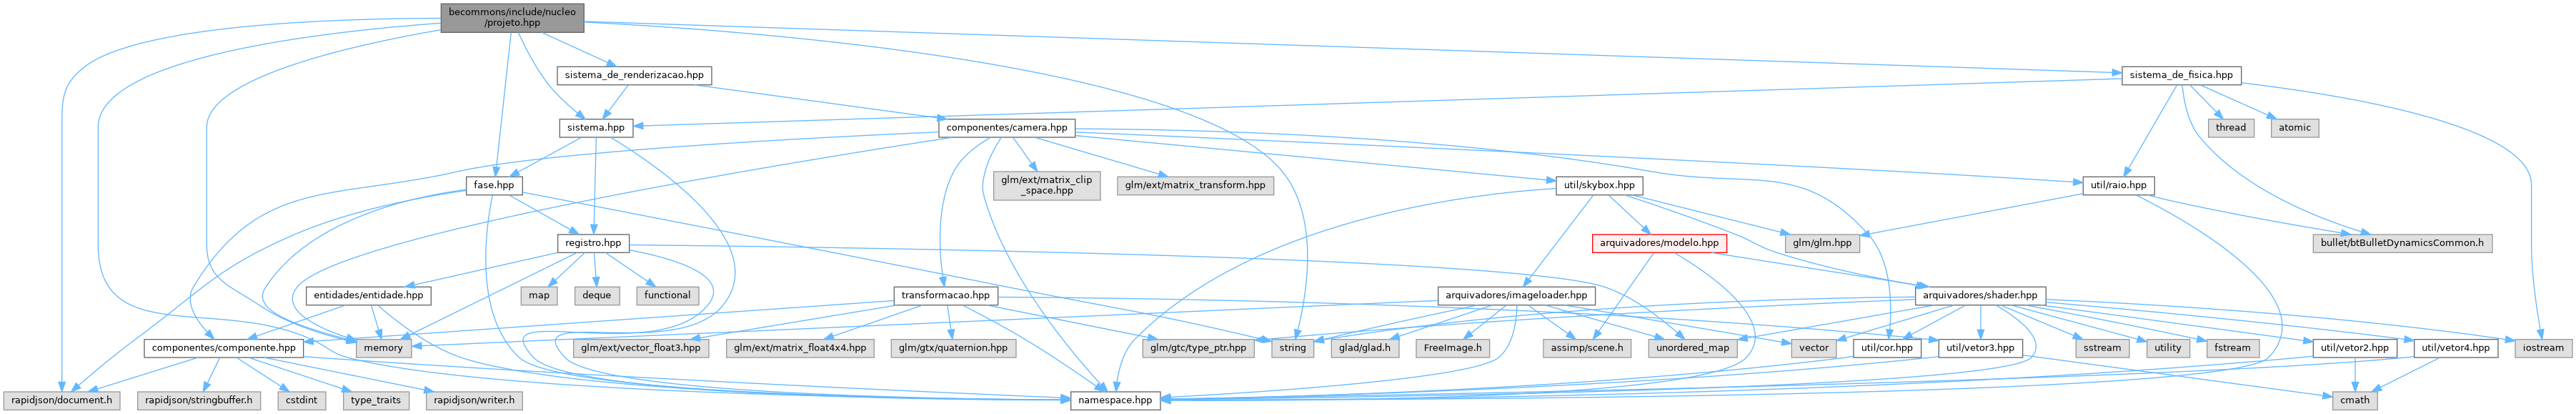 becommons/include/nucleo
/projeto.hpp
sistema_de_renderizacao.hpp
sistema_de_fisica.hpp
sistema.hpp
componentes/camera.hpp
thread
atomic
fase.hpp
glm/ext/matrix_clip
_space.hpp
glm/ext/matrix_transform.hpp
util/skybox.hpp
util/raio.hpp
registro.hpp
arquivadores/modelo.hpp
glm/glm.hpp
bullet/btBulletDynamicsCommon.h
entidades/entidade.hpp
map
deque
functional
transformacao.hpp
arquivadores/imageloader.hpp
arquivadores/shader.hpp
componentes/componente.hpp
memory
glm/ext/vector_float3.hpp
glm/ext/matrix_float4x4.hpp
glm/gtx/quaternion.hpp
glm/gtc/type_ptr.hpp
string
glad/glad.h
FreeImage.h
assimp/scene.h
unordered_map
vector
util/cor.hpp
util/vetor3.hpp
sstream
utility
fstream
util/vetor2.hpp
util/vetor4.hpp
iostream
rapidjson/document.h
rapidjson/stringbuffer.h
cstdint
type_traits
rapidjson/writer.h
namespace.hpp
cmath